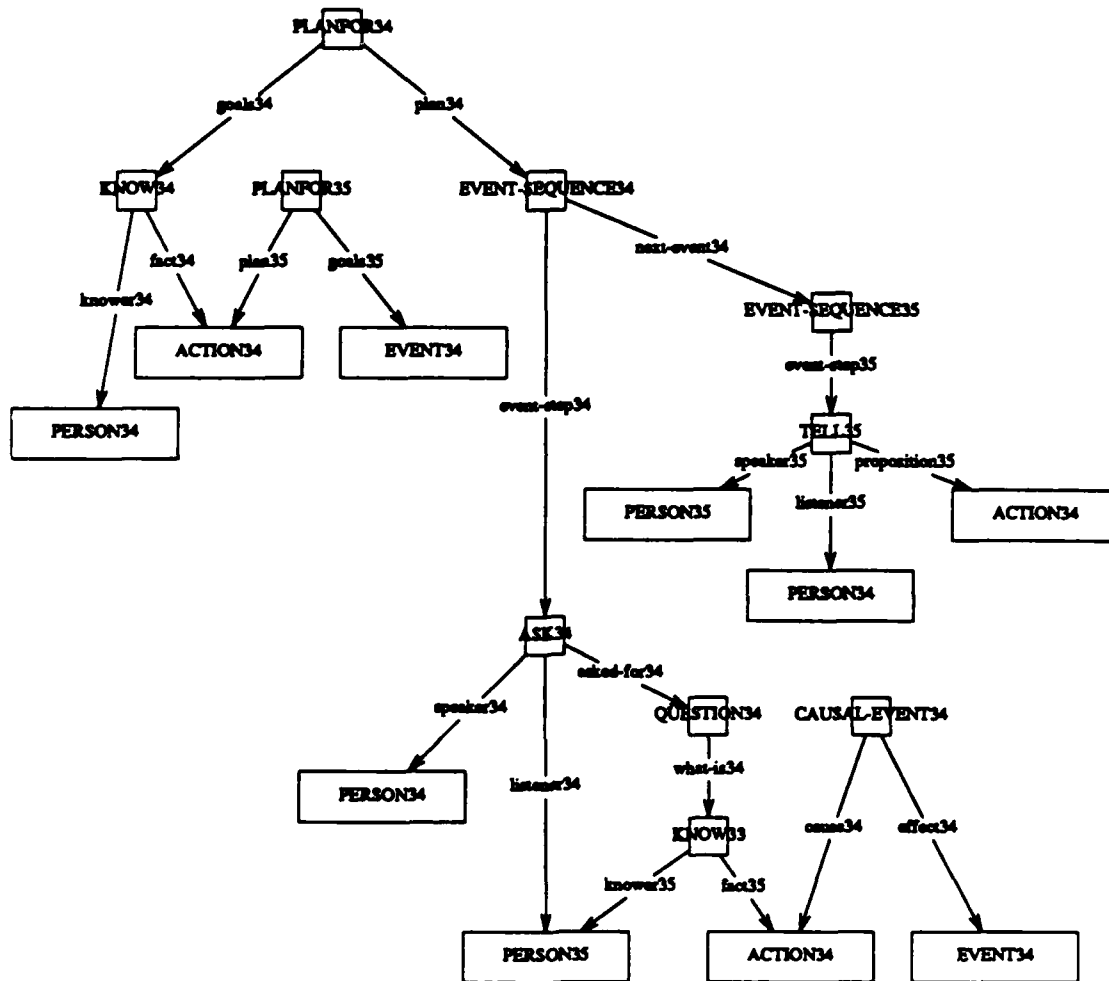 PLANFOR34
goals34
plan34
KNOW34
PLANFOR35
EVENT-SEQUENCE34
next-event34
fact34
plan35
goals35
knower34
EVENT-SEQUENCE35
ACTION34
EVENT34
event-step35
event-step34
PERSON34
TELL35
speaker35
proposition35
listener35
PERSON35
ACTION34
PERSON34
ASK34
asked-for34
speaker34
QUESTION34
CAUSAL-EVENT34
what-is34
PERSON34
listener34
KNOW33
cause34
effect34
knower35
fact35
PERSON35
ACTION34
EVENT34